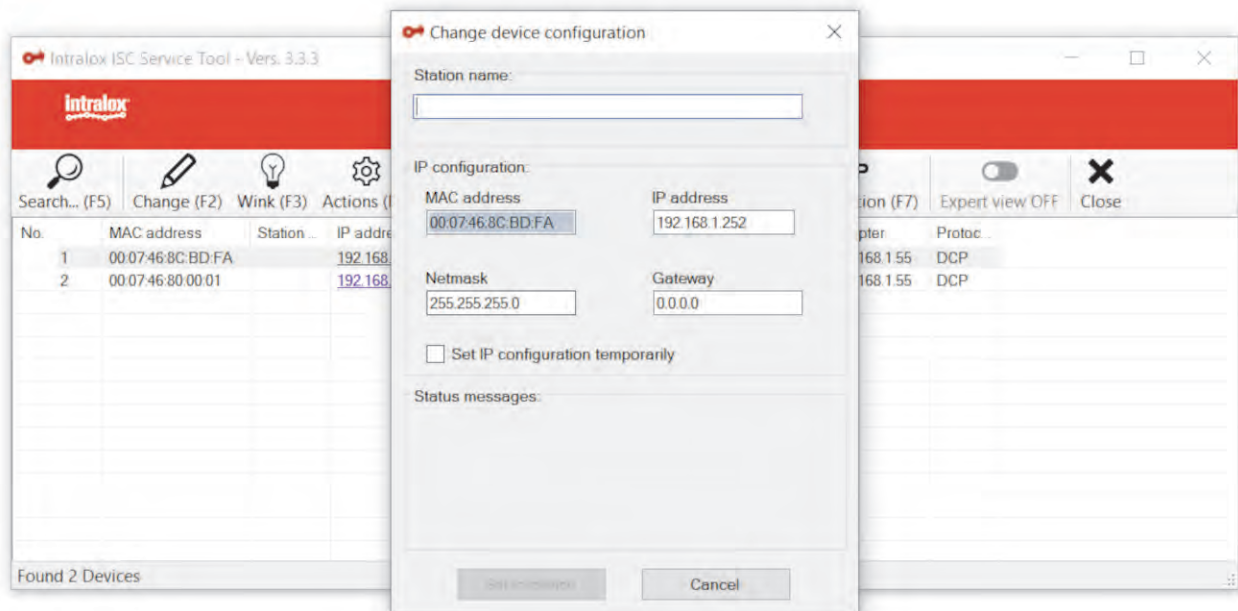 Change device configuration
Intralox ISC Service Tool - Vers. 3.3.3
intralox
Station name:
Search... (F5) Change (F2) Wink (F3) Actions (
ion (F7) Expert view OFF Close
IP configuration:
MAC address IP address
00:07:46:8C:BD:FA 192.168.1.252
Netmask Gateway
255.255.255.0 0.0.0.0
Set IP configuration temporarily
Status messages:
Cancel
No. MAC address Station ... IP addre pter Protoc...
1 00:07:46:8C:BD:FA 192.168. 168.1.55 DCP
2 00:07:46:80:00:01 192.168. 168.1.55 DCP
Found 2 Devices